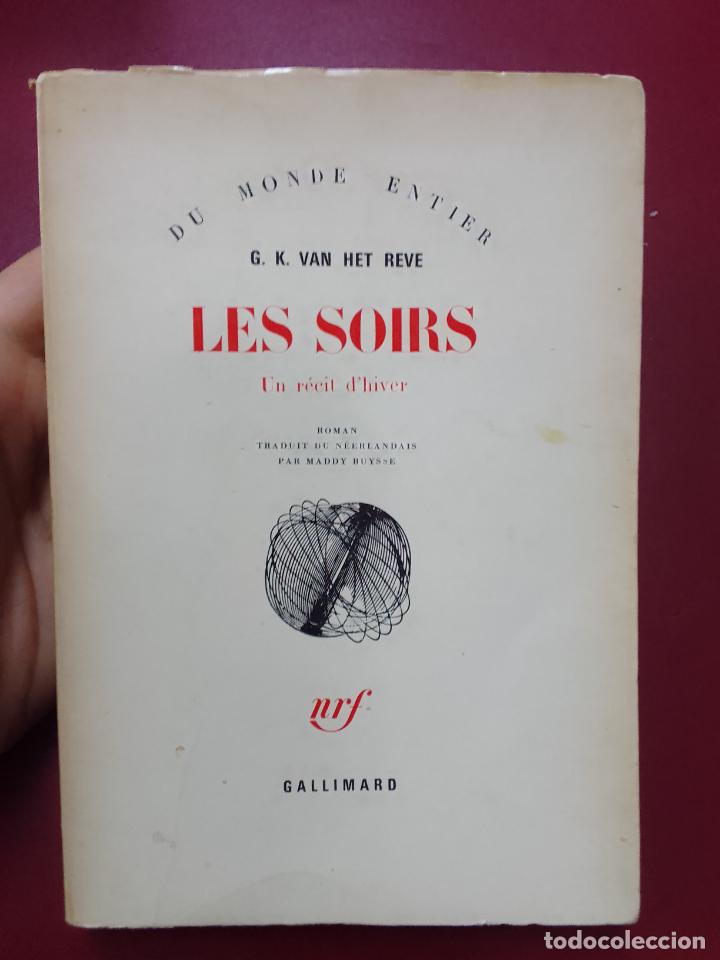 DU MONDE ENTIER
G. K. VAN HET REVE
LES SOIRS
Un récit d'hiver
ROMAN
TRADUIT DU NÉERLANDAIS
PAR MADDY BUYSSE
nrf
GALLIMARD
todocoleccion